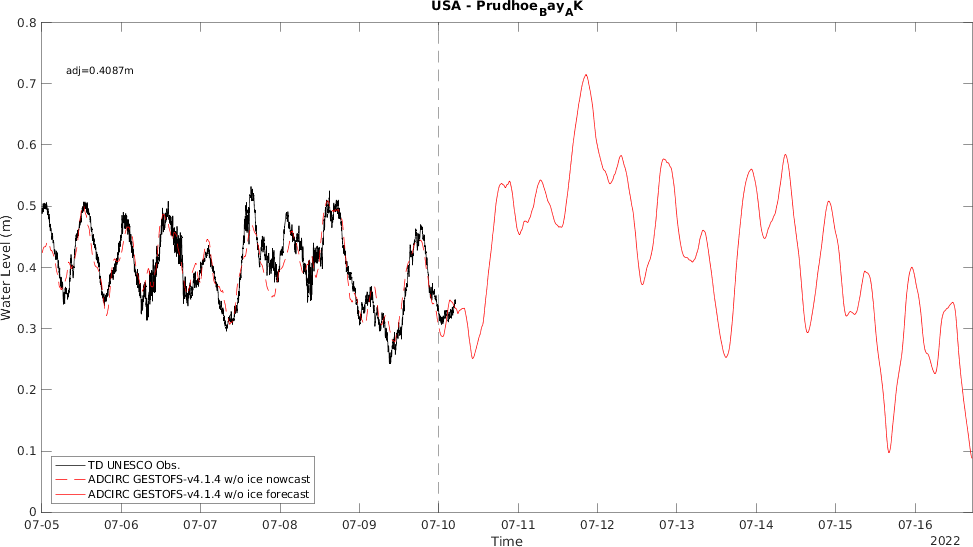 USA - PrudhoeBayAK
adj=0.4087m
0.8
0.7
0.6
0.5
0.4
0.3
0.2
0.1
0
Water Level (m)
TD UNESCO Obs.
ADCIRC GESTOFS-v4.1.4 w/o ice nowcast
ADCIRC GESTOFS-v4.1.4 w/o ice forecast
07-05 07-06 07-07 07-08 07-09 07-10 07-11 07-12 07-13 07-14 07-15 07-16
Time
2022